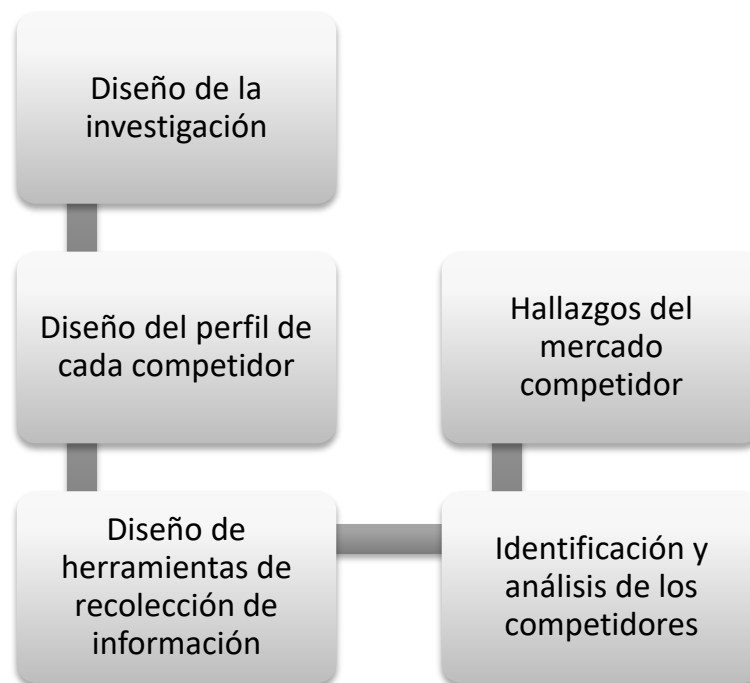 Diseño de la
investigación
Diseño del perfil de
cada competidor
Diseño de
herramientas de
recolección de
información
Identificación y
análisis de los
competidores
Hallazgos del
mercado
competidor